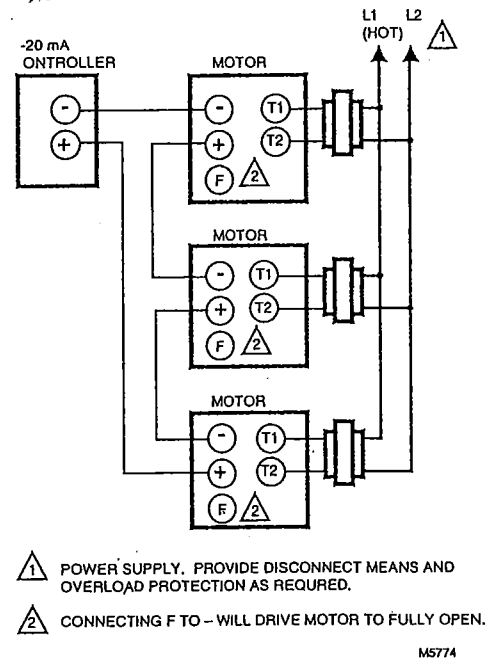 L1 L2
(HOT) 1
-20 mA
ONTROLLER
MOTOR
- - T1
+ + T2
F 2
MOTOR
- T1
+ T2
F 2
MOTOR
- T1
+ T2
F 2
1 POWER SUPPLY. PROVIDE DISCONNECT MEANS AND
OVERLOAD PROTECTION AS REQURED.
2 CONNECTING F TO – WILL DRIVE MOTOR TO FULLY OPEN.
M5774